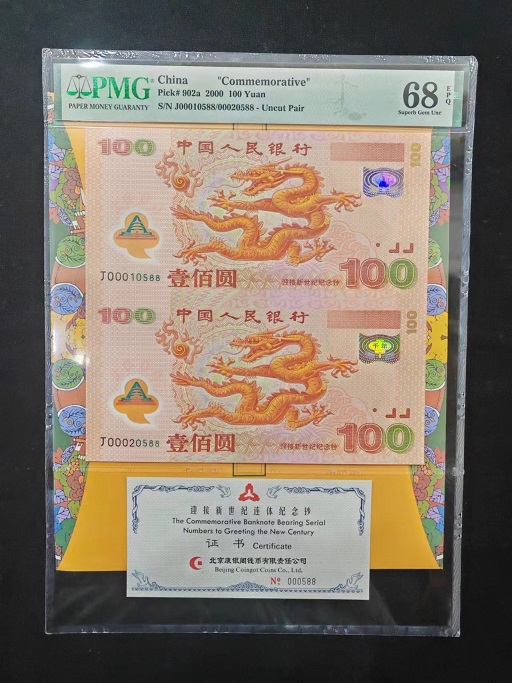 PMG
PAPER MONEY GUARANTY
China "Commemorative"
Pick# 902a 2000 100 Yuan
S/N J00010588/00020588 - Uncut Pair
68
EPQ
Superb Gem Unc
100 中国人民银行
100
J00010588 壹佰圆 迎接新世纪纪念钞 100
100 中国人民银行
100
千年
J00020588 壹佰圆 迎接新世纪纪念钞 100
迎接新世纪连体纪念钞
The Commemorative Banknote Bearing Serial
Numbers to Greeting the New Century
证 书 Certificate
北京康银阁钱币有限责任公司
Beijing Coingot Coins Co., Ltd.
Nº 000588